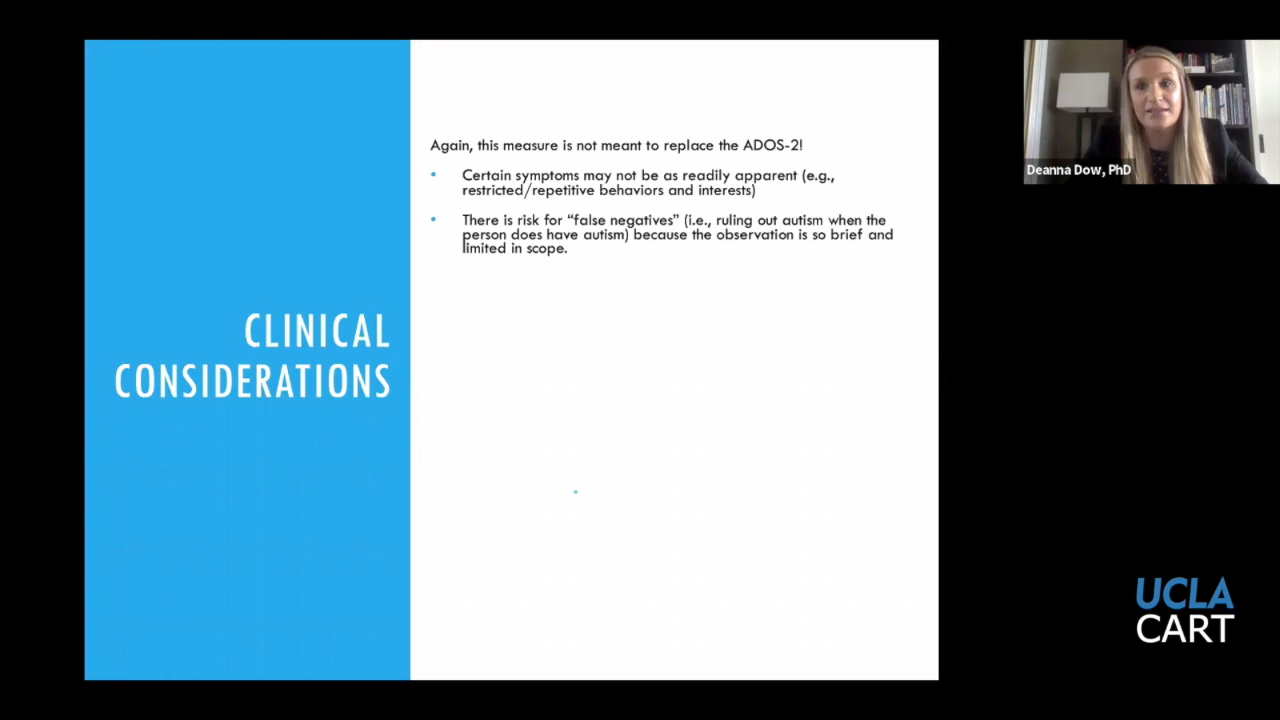 Again, this measure is not meant to replace the ADOS-2!
• Certain symptoms may not be as readily apparent (e.g.,
restricted/repetitive behaviors and interests)
• There is risk for “false negatives” (i.e., ruling out autism when the
person does have autism) because the observation is so brief and
limited in scope.
CLINICAL
CONSIDERATIONS
Deanna Dow, PhD
UCLA
CART